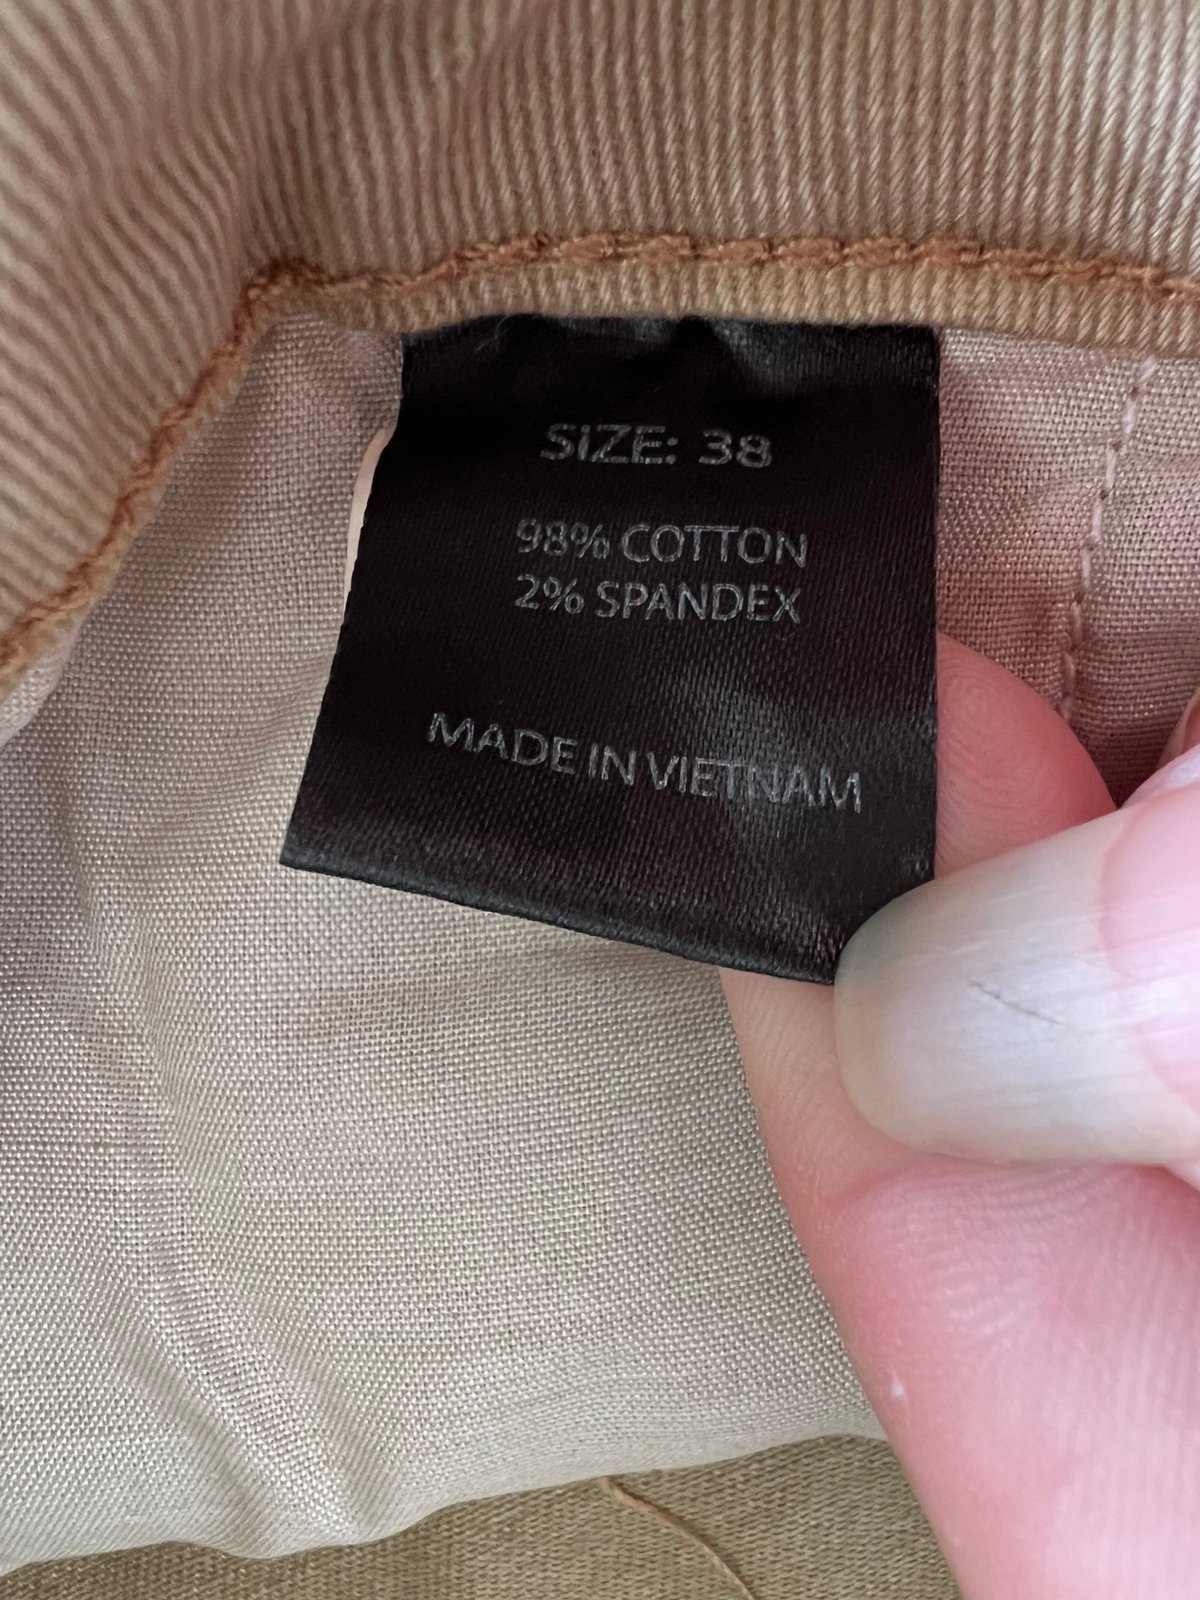 SIZE: 38
98% COTTON
2% SPANDEX
MADE IN VIETNAM